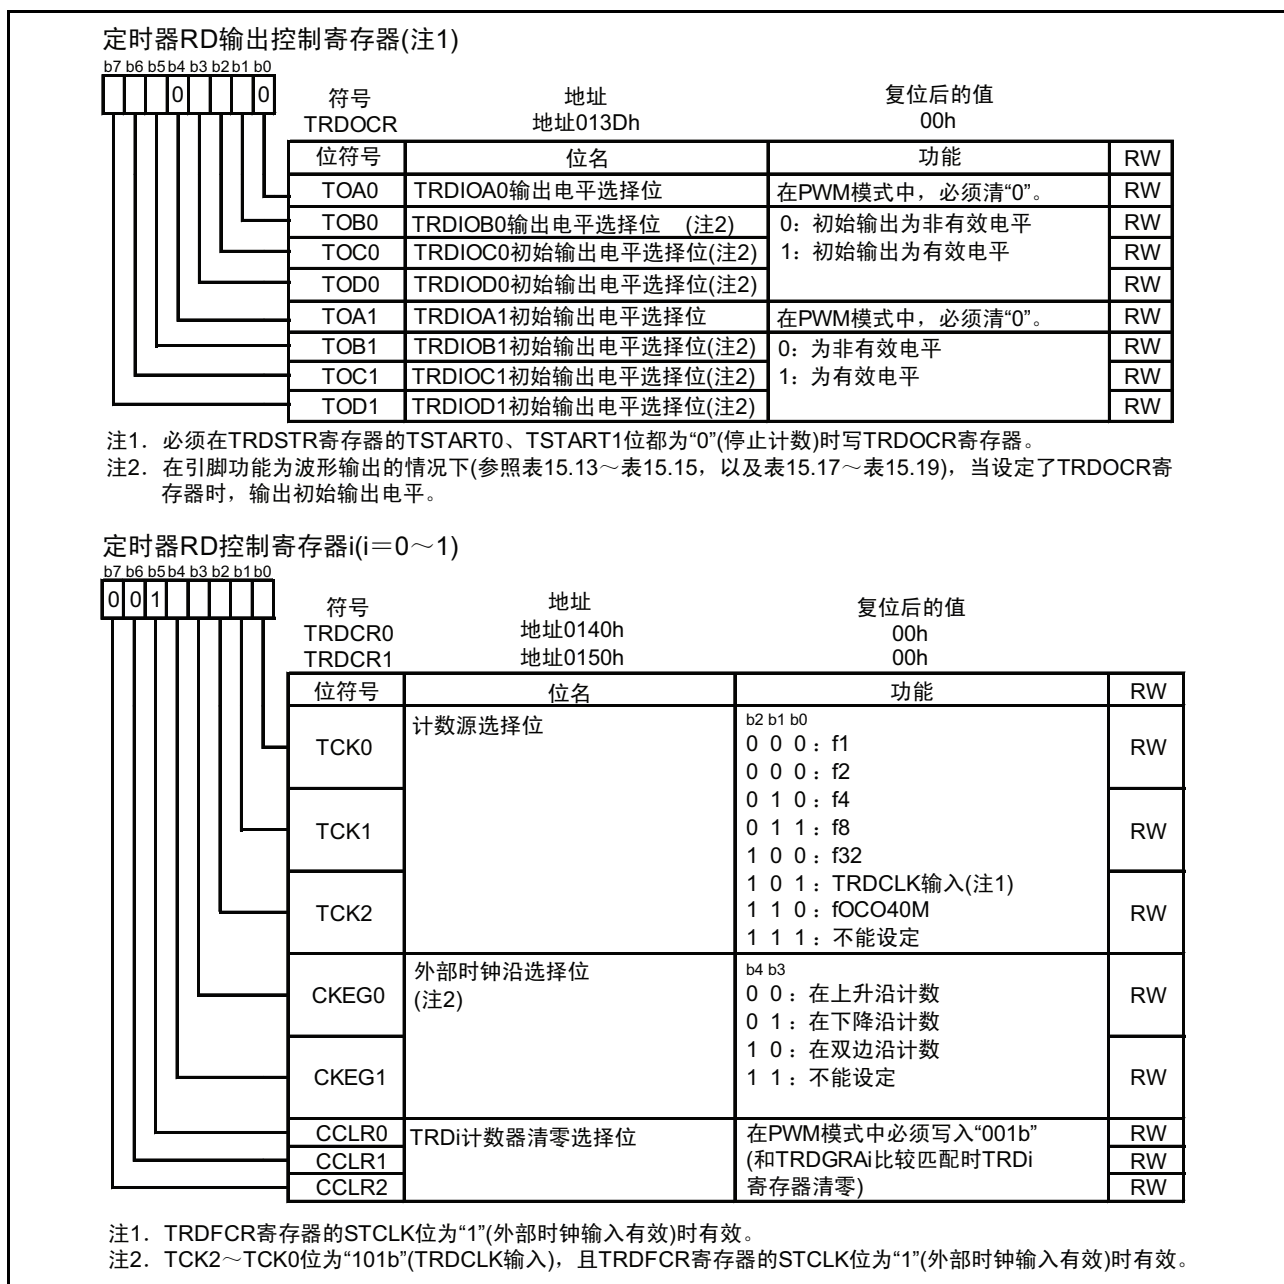 定时器RD输出控制寄存器(注1)
b7 b6 b5 b4 b3 b2 b1 b0
0 0
符号 地址 复位后的值
TRDOCR 地址013Dh 00h
位符号 位名 功能 RW
TOA0 TRDIOA0输出电平选择位 在PWM模式中，必须清“0”。 RW
TOB0 TRDIOB0输出电平选择位 (注2) 0：初始输出为非有效电平 RW
TOC0 TRDIOC0初始输出电平选择位(注2) 1：初始输出为有效电平 RW
TOD0 TRDIOD0初始输出电平选择位(注2) RW
TOA1 TRDIOA1初始输出电平选择位 在PWM模式中，必须清“0”。 RW
TOB1 TRDIOB1初始输出电平选择位(注2) 0：为非有效电平 RW
TOC1 TRDIOC1初始输出电平选择位(注2) 1：为有效电平 RW
TOD1 TRDIOD1初始输出电平选择位(注2) RW
注1．必须在TRDSTR寄存器的TSTART0、TSTART1位都为“0”(停止计数)时写TRDOCR寄存器。
注2．在引脚功能为波形输出的情况下(参照表15.13～表15.15，以及表15.17～表15.19)，当设定了TRDOCR寄
存器时，输出初始输出电平。
定时器RD控制寄存器i(i＝0～1)
b7 b6 b5 b4 b3 b2 b1 b0
0 0 1
符号 地址 复位后的值
TRDCR0 地址0140h 00h
TRDCR1 地址0150h 00h
位符号 位名 功能 RW
计数源选择位 b2 b1 b0
TCK0 0 0 0：f1 RW
0 0 0：f2
0 1 0：f4
TCK1 0 1 1：f8 RW
1 0 0：f32
1 0 1：TRDCLK输入(注1)
TCK2 1 1 0：fOCO40M RW
1 1 1：不能设定
外部时钟沿选择位 b4 b3
CKEG0 (注2) 0 0：在上升沿计数 RW
0 1：在下降沿计数
1 0：在双边沿计数
CKEG1 1 1：不能设定 RW
CCLR0 TRDi计数器清零选择位 在PWM模式中必须写入“001b” RW
CCLR1 (和TRDGRAi比较匹配时TRDi RW
CCLR2 寄存器清零) RW
注1．TRDFCR寄存器的STCLK位为“1”(外部时钟输入有效)时有效。
注2．TCK2～TCK0位为“101b”(TRDCLK输入)，且TRDFCR寄存器的STCLK位为“1”(外部时钟输入有效)时有效。